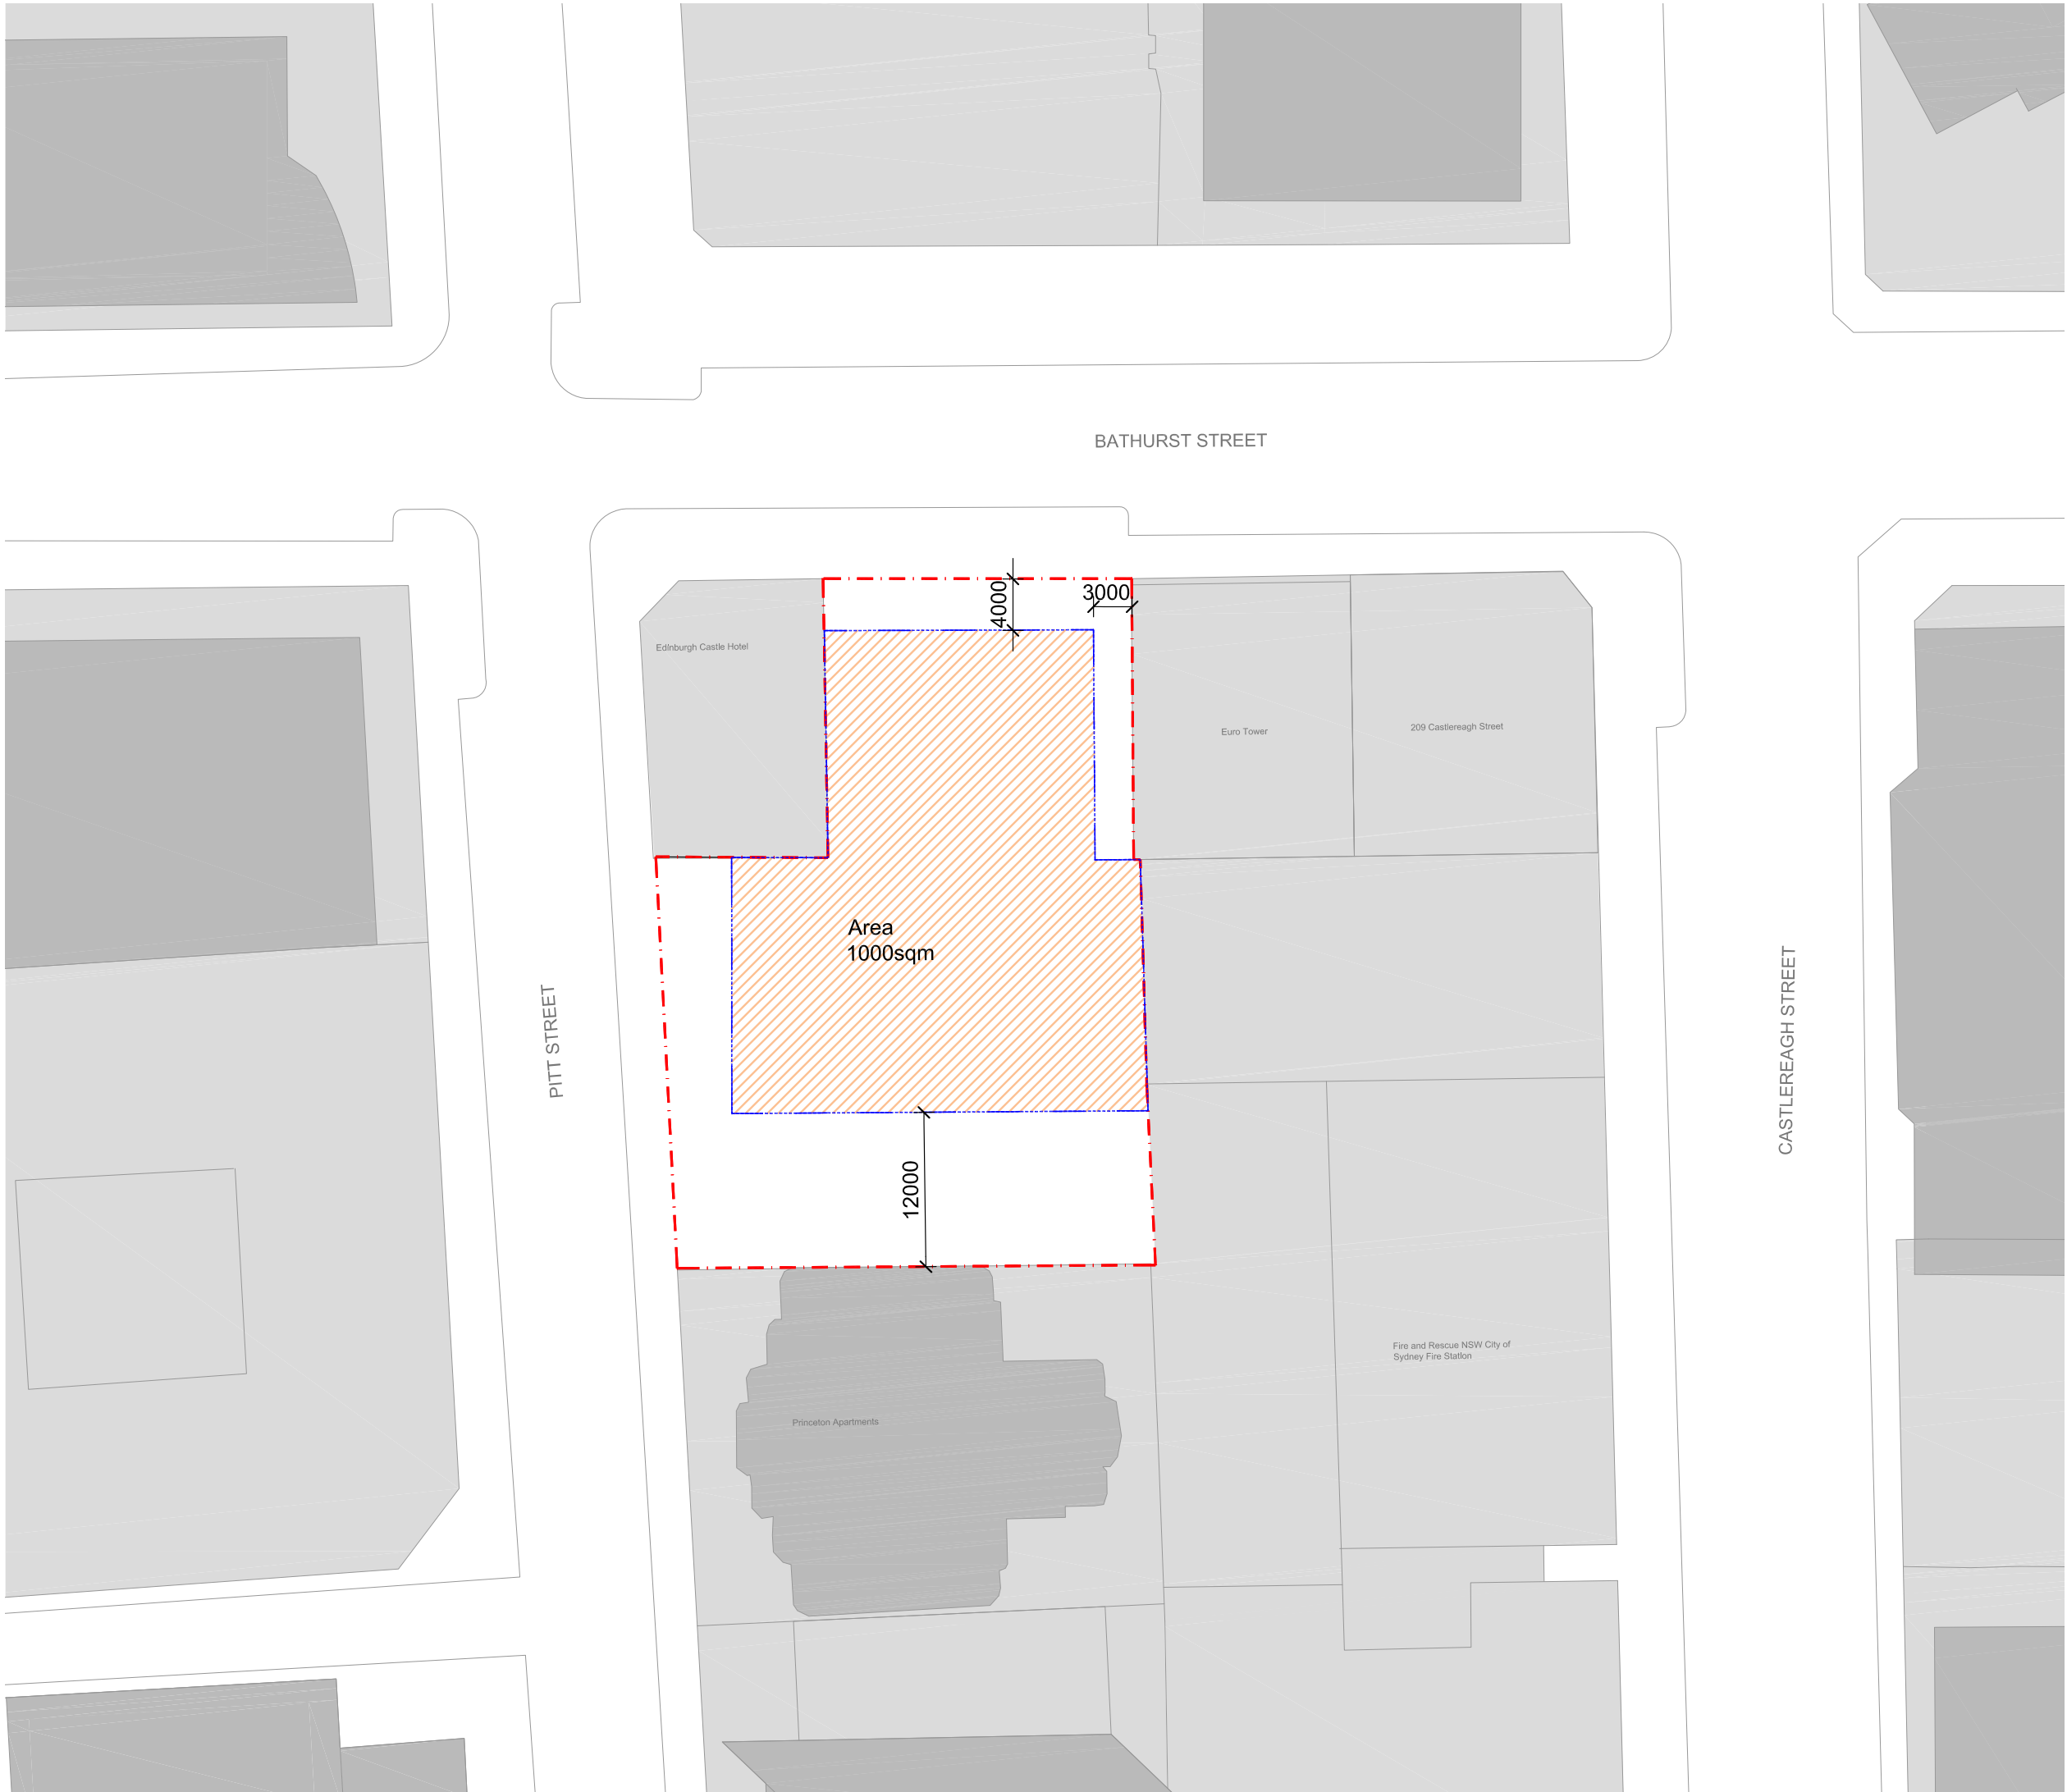 BATHURST STREET
4000
3000
Edinburgh Castle Hotel
Euro Tower
209 Castlereagh Street
Area
1000sqm
PITT STREET
CASTLEREAGH STREET
12000
Fire and Rescue NSW City of
Sydney Fire Station
Princeton Apartments